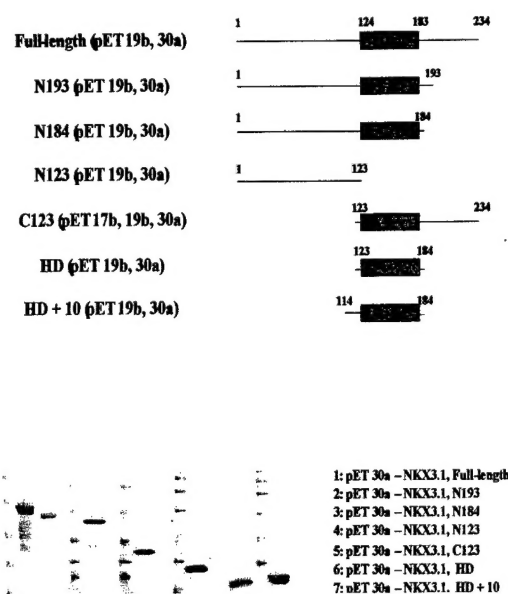 1 124 183 234
Full-length (pET 19b, 30a)
1 193
N193 (pET 19b, 30a)
1 184
N184 (pET 19b, 30a)
N123 (pET 19b, 30a)
1 123
123 234
C123 (pET17b, 19b, 30a)
123 184
HD (pET 19b, 30a)
114 184
HD + 10 (pET 19b, 30a)
1: pET 30a – NKX3.1, Full-length
2: pET 30a – NKX3.1, N193
3: pET 30a – NKX3.1, N184
4: pET 30a – NKX3.1, N123
5: pET 30a – NKX3.1, C123
6: pET 30a – NKX3.1, HD
7: pET 30a – NKX3.1. HD + 10